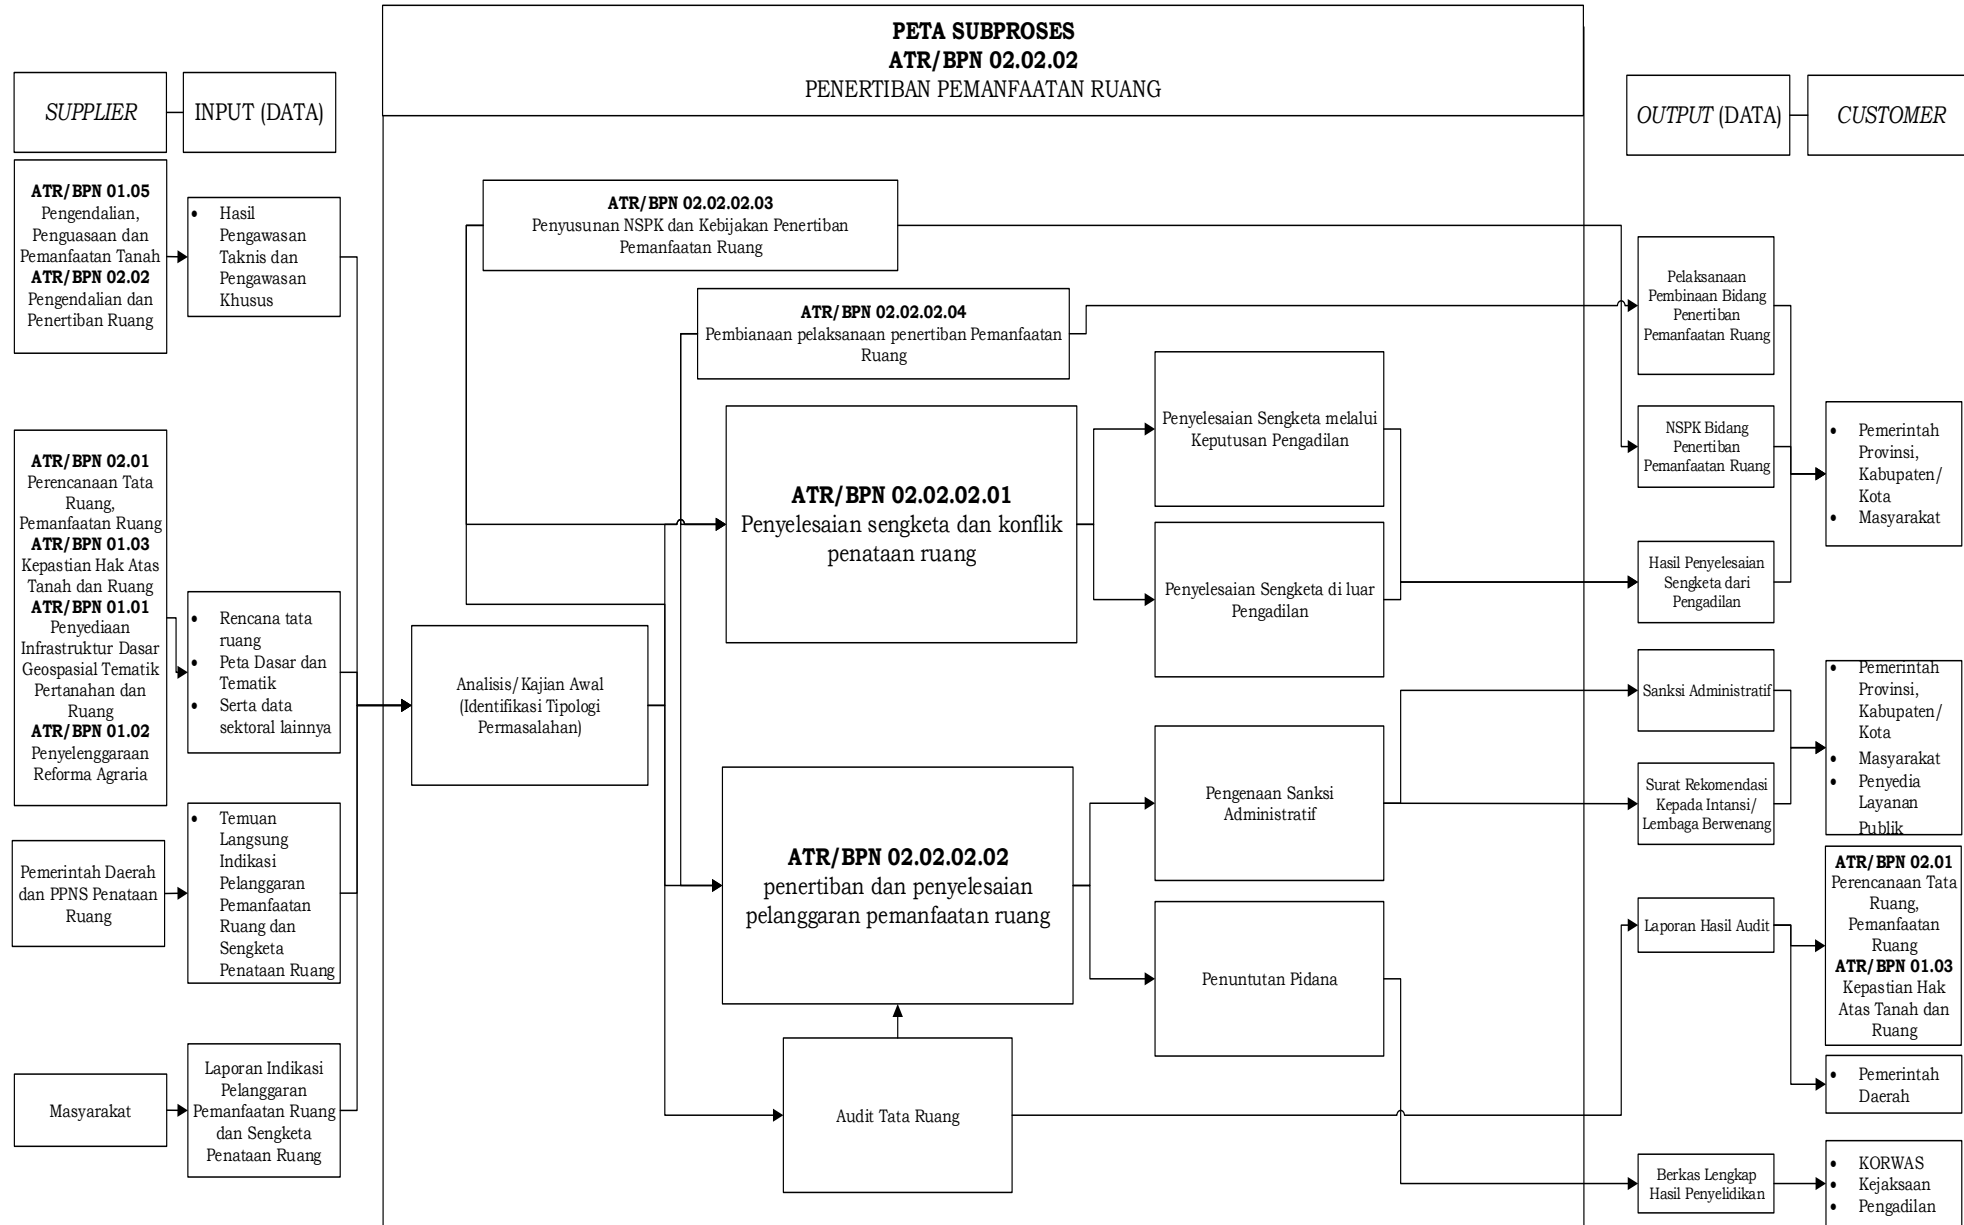 PETA SUBPROSES
ATR/BPN 02.02.02
PENERTIBAN PEMANFAATAN RUANG
SUPPLIER
INPUT (DATA)
OUTPUT (DATA)
CUSTOMER
ATR/BPN 01.05
Pengendalian,
Penguasaan dan
Pemanfaatan Tanah
ATR/BPN 02.02
Pengendalian dan
Penertiban Ruang
• Hasil
Pengawasan
Taknis dan
Pengawasan
Khusus
ATR/BPN 02.01
Perencanaan Tata
Ruang,
Pemanfaatan Ruang
ATR/BPN 01.03
Kepastian Hak Atas
Tanah dan Ruang
ATR/BPN 01.01
Penyediaan
Infrastruktur Dasar
Geospasial Tematik
Pertanahan dan
Ruang
ATR/BPN 01.02
Penyelenggaraan
Reforma Agraria
• Rencana tata
ruang
• Peta Dasar dan
Tematik
• Serta data
sektoral lainnya
Pemerintah Daerah
dan PPNS Penataan
Ruang
• Temuan
Langsung
Indikasi
Pelanggaran
Pemanfaatan
Ruang dan
Sengketa
Penataan Ruang
Masyarakat
Laporan Indikasi
Pelanggaran
Pemanfaatan Ruang
dan Sengketa
Penataan Ruang
Analisis/Kajian Awal
(Identifikasi Tipologi
Permasalahan)
ATR/BPN 02.02.02.03
Penyusunan NSPK dan Kebijakan Penertiban
Pemanfaatan Ruang
ATR/BPN 02.02.02.04
Pembianaan pelaksanaan penertiban Pemanfaatan
Ruang
ATR/BPN 02.02.02.01
Penyelesaian sengketa dan konflik
penataan ruang
ATR/BPN 02.02.02.02
penertiban dan penyelesaian
pelanggaran pemanfaatan ruang
Audit Tata Ruang
Penyelesaian Sengketa melalui
Keputusan Pengadilan
Penyelesaian Sengketa di luar
Pengadilan
Pengenaan Sanksi
Administratif
Penuntutan Pidana
Pelaksanaan
Pembinaan Bidang
Penertiban
Pemanfaatan Ruang
NSPK Bidang
Penertiban
Pemanfaatan Ruang
Hasil Penyelesaian
Sengketa dari
Pengadilan
Sanksi Administratif
Surat Rekomendasi
Kepada Intansi/
Lembaga Berwenang
Laporan Hasil Audit
Berkas Lengkap
Hasil Penyelidikan
• Pemerintah
Provinsi,
Kabupaten/
Kota
• Masyarakat
• Pemerintah
Provinsi,
Kabupaten/
Kota
• Masyarakat
• Penyedia
Layanan
Publik
ATR/BPN 02.01
Perencanaan Tata
Ruang,
Pemanfaatan
Ruang
ATR/BPN 01.03
Kepastian Hak
Atas Tanah dan
Ruang
• Pemerintah
Daerah
• KORWAS
• Kejaksaan
• Pengadilan